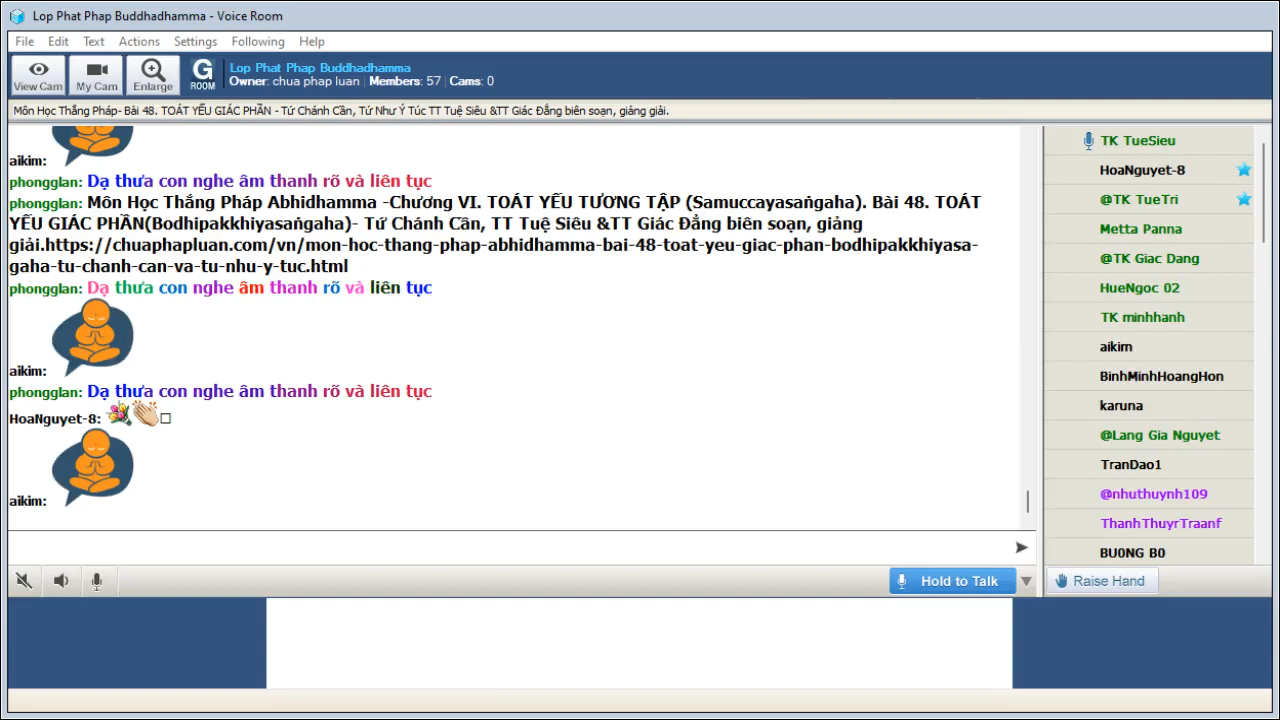 Lop Phat Phap Buddhadhamma - Voice Room
File Edit Text Actions Settings Following Help
View Cam My Cam Enlarge G ROOM
Lop Phat Phap Buddhadhamma
Owner: chua phap luan Members: 57 Cams: 0
Môn Học Thắng Pháp- Bài 48. TOÁT YẾU GIÁC PHẦN - Tứ Chánh Cần, Tứ Như Ý Túc TT Tuệ Siêu &TT Giác Đẳng biên soạn, giảng giải.
aikim:
phongglan: Dạ thưa con nghe âm thanh rõ và liên tục
phongglan: Môn Học Thắng Pháp Abhidhamma -Chương VI. TOÁT YẾU TƯƠNG TẬP (Samuccayasaṅgaha). Bài 48. TOÁT
YẾU GIÁC PHẦN(Bodhipakkhiyasaṅgaha)- Tứ Chánh Cần, TT Tuệ Siêu &TT Giác Đẳng biên soạn, giảng
giải.https://chuaphapluan.com/vn/mon-hoc-thang-phap-abhidhamma-bai-48-toat-yeu-giac-phan-bodhipakkhiyasa-
gaha-tu-chanh-can-va-tu-nhu-y-tuc.html
phongglan: Dạ thưa con nghe âm thanh rõ và liên tục
aikim:
phongglan: Dạ thưa con nghe âm thanh rõ và liên tục
HoaNguyet-8:
aikim:
Hold to Talk
TK TueSieu
HoaNguyet-8
@TK TueTri
Metta Panna
@TK Giac Dang
HueNgoc 02
TK minhhanh
aikim
BinhMinhHoangHon
karuna
@Lang Gia Nguyet
TranDao1
@nhuthuynh109
ThanhThuyrTraanf
BU0NG B0
Raise Hand